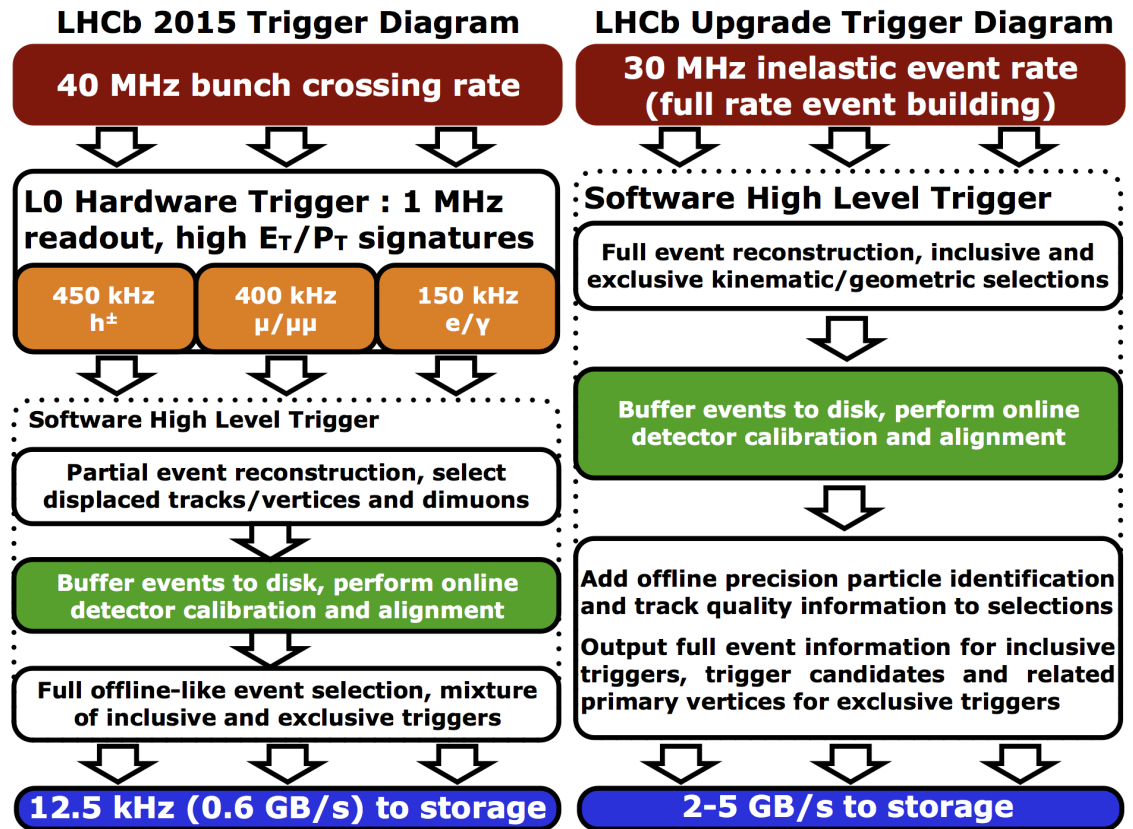 LHCb 2015 Trigger Diagram
40 MHz bunch crossing rate
L0 Hardware Trigger : 1 MHz
readout, high E_T/P_T signatures
450 kHz
h±
400 kHz
μ/μμ
150 kHz
e/γ
Software High Level Trigger
Partial event reconstruction, select
displaced tracks/vertices and dimuons
Buffer events to disk, perform online
detector calibration and alignment
Full offline-like event selection, mixture
of inclusive and exclusive triggers
12.5 kHz (0.6 GB/s) to storage
LHCb Upgrade Trigger Diagram
30 MHz inelastic event rate
(full rate event building)
Software High Level Trigger
Full event reconstruction, inclusive and
exclusive kinematic/geometric selections
Buffer events to disk, perform online
detector calibration and alignment
Add offline precision particle identification
and track quality information to selections
Output full event information for inclusive
triggers, trigger candidates and related
primary vertices for exclusive triggers
2-5 GB/s to storage